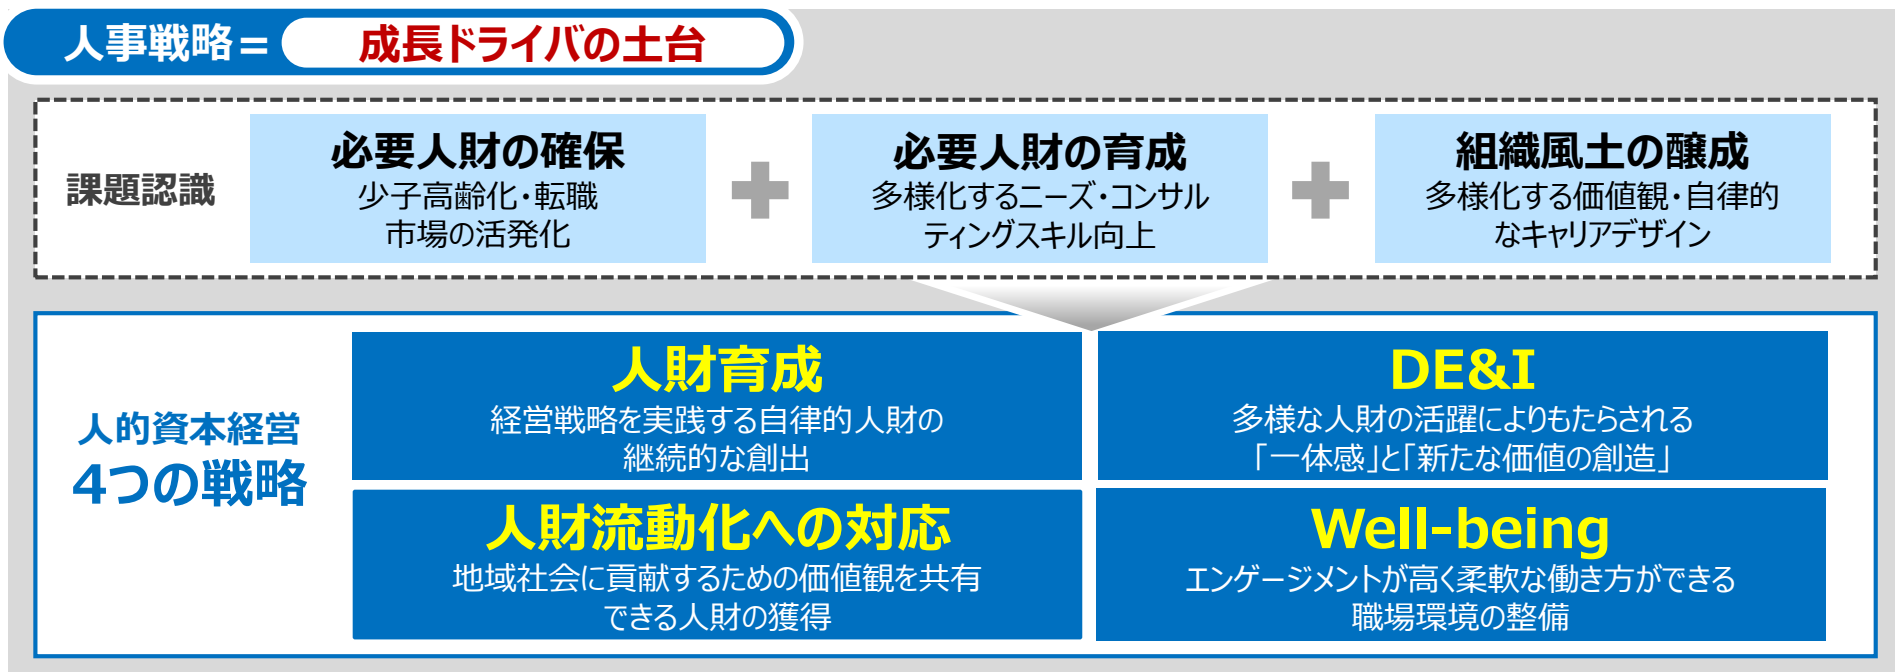 人事戦略＝ 成長ドライバの土台
課題認識
必要人財の確保
少子高齢化・転職
市場の活発化
必要人財の育成
多様化するニーズ・コンサル
ティングスキル向上
組織風土の醸成
多様化する価値観・自律的
なキャリアデザイン
人的資本経営
4つの戦略
人財育成
経営戦略を実践する自律的人財の
継続的な創出
DE&I
多様な人財の活躍によりもたらされる
「一体感」と「新たな価値の創造」
人財流動化への対応
地域社会に貢献するための価値観を共有
できる人財の獲得
Well-being
エンゲージメントが高く柔軟な働き方ができる
職場環境の整備